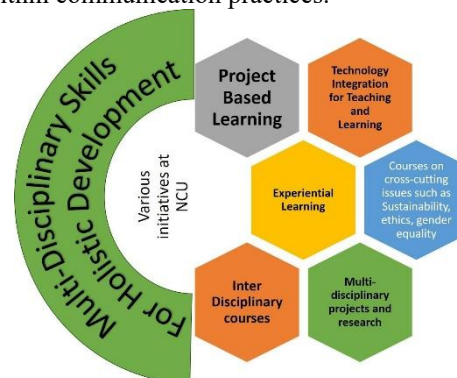 ithin communication practices.
Multi-Disciplinary Skills
For Holistic Development
Various
initiatives at
NCU
Project
Based
Learning
Technology
Integration
for Teaching
and
Learning
Experiential
Learning
Courses on
cross-cutting
issues such as
Sustainability,
ethics, gender
equality
Inter
Disciplinary
courses
Multi-
disciplinary
projects and
research